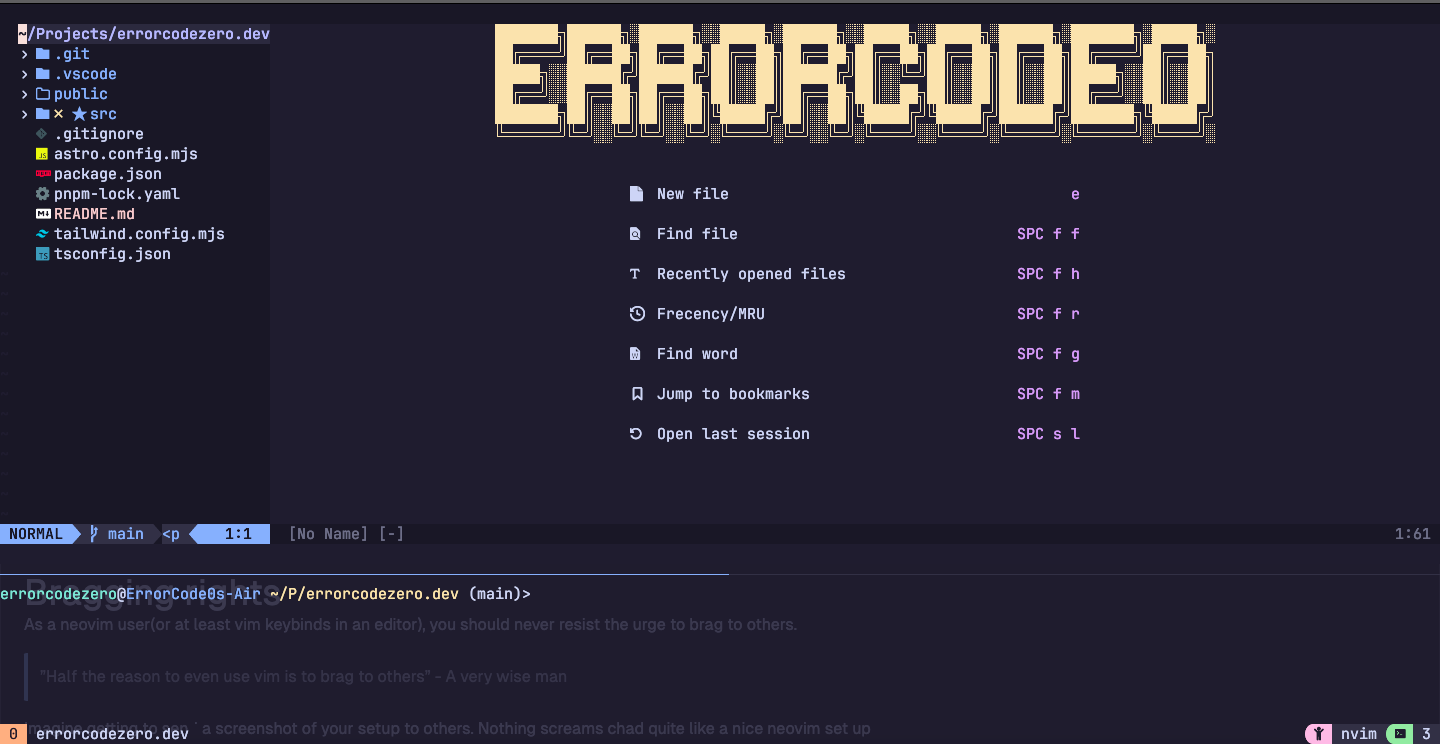 ~/Projects/errorcodezero.dev
.git
.vscode
public
src
.gitignore
astro.config.mjs
package.json
pnpm-lock.yaml
README.md
tailwind.config.mjs
tsconfig.json
ERRORCODE0
New file e
Find file SPC f f
Recently opened files SPC f h
Frecency/MRU SPC f r
Find word SPC f g
Jump to bookmarks SPC f m
Open last session SPC s l
NORMAL main <p 1:1 [No Name] [-] 1:61
Bragging rights
errorcodezero@ErrorCode0s-Air ~/P/errorcodezero.dev (main)>
As a neovim user(or at least vim keybinds in an editor), you should never resist the urge to brag to others.
"Half the reason to even use vim is to brag to others" - A very wise man
a screenshot of your setup to others. Nothing screams chad quite like a nice neovim set up
0 errorcodezero.dev nvim 3